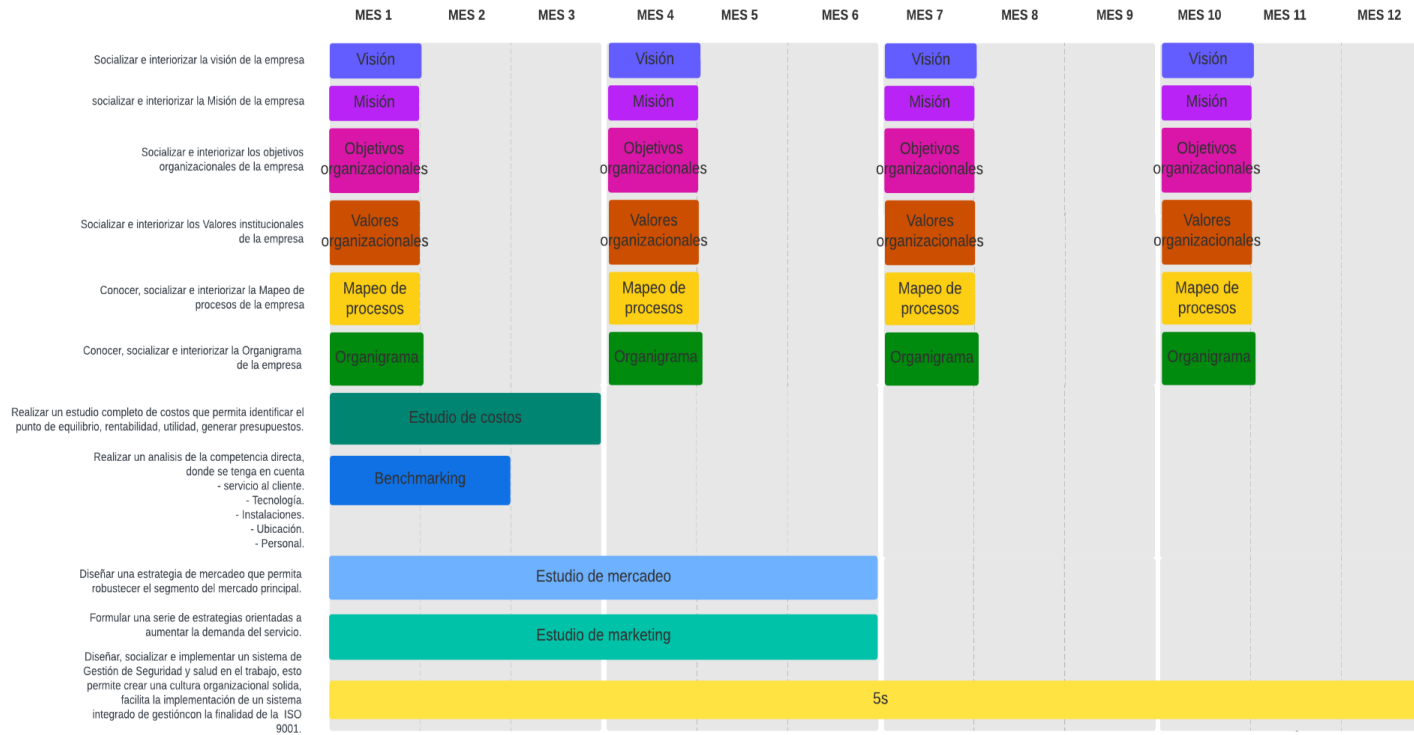 MES 1 MES 2 MES 3 MES 4 MES 5 MES 6 MES 7 MES 8 MES 9 MES 10 MES 11 MES 12
Socializar e interiorizar la visión de la empresa
Visión Visión Visión Visión
socializar e interiorizar la Misión de la empresa
Misión Misión Misión Misión
Socializar e interiorizar los objetivos
organizacionales de la empresa
Objetivos Objetivos Objetivos Objetivos
organizacionales organizacionales organizacionales organizacionales
Socializar e interiorizar los Valores institucionales
de la empresa
Valores Valores Valores Valores
organizacionales organizacionales organizacionales organizacionales
Conocer, socializar e interiorizar la Mapeo de
procesos de la empresa
Mapeo de Mapeo de Mapeo de Mapeo de
procesos procesos procesos procesos
Conocer, socializar e interiorizar la Organigrama
de la empresa
Organigrama Organigrama Organigrama Organigrama
Realizar un estudio completo de costos que permita identificar el
punto de equilibrio, rentabilidad, utilidad, generar presupuestos.
Estudio de costos
Realizar un analisis de la competencia directa,
donde se tenga en cuenta
- servicio al cliente.
- Tecnología.
- Instalaciones.
- Ubicación.
- Personal.
Benchmarking
Diseñar una estrategia de mercadeo que permita
robustecer el segmento del mercado principal.
Estudio de mercadeo
Formular una serie de estrategias orientadas a
aumentar la demanda del servicio.
Estudio de marketing
Diseñar, socializar e implementar un sistema de
Gestión de Seguridad y salud en el trabajo, esto
permite crear una cultura organizacional solida,
facilita la implementación de un sistema
integrado de gestióncon la finalidad de la ISO
9001.
5s